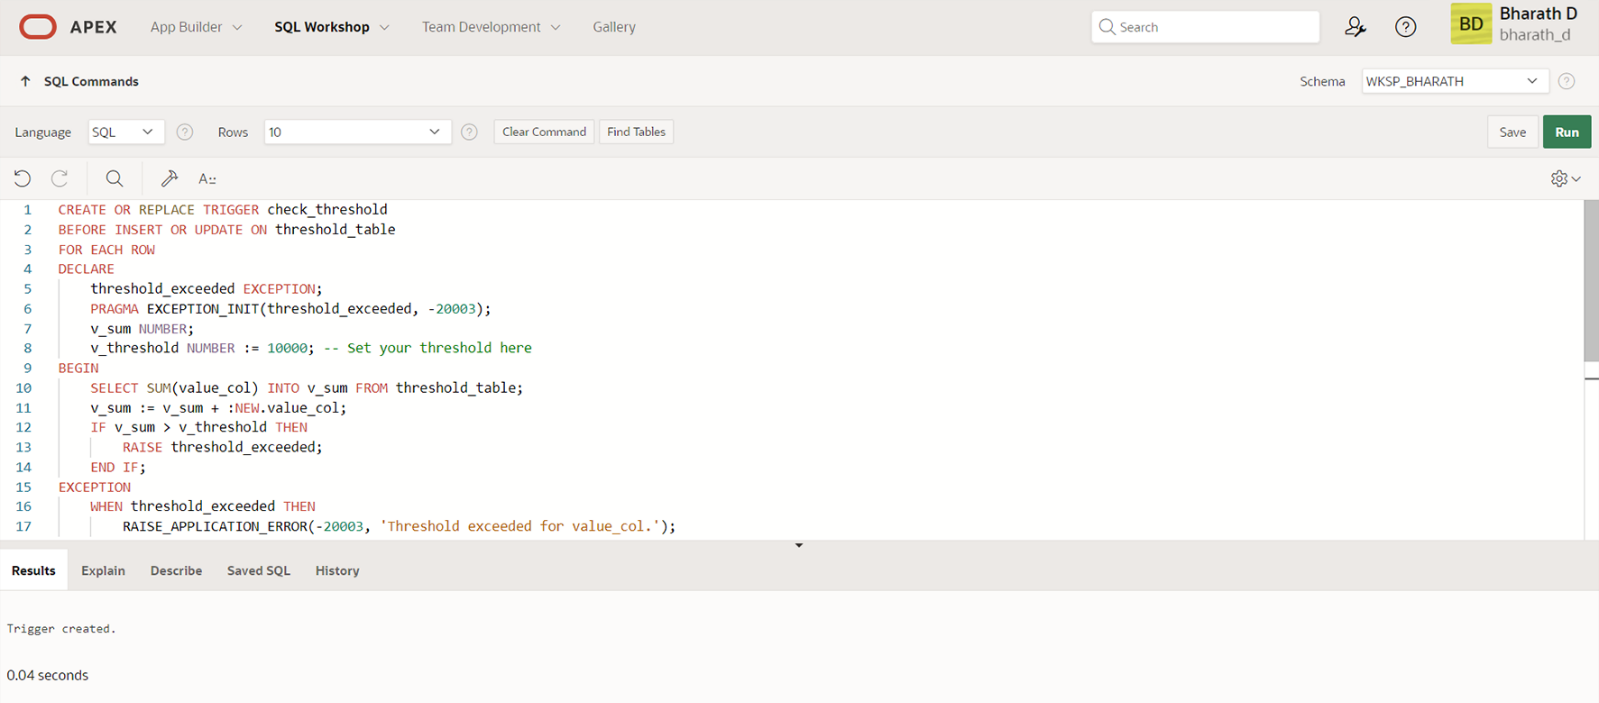 APEX App Builder SQL Workshop Team Development Gallery Search BD Bharath D
bharath_d
SQL Commands Schema WKSP_BHARATH
Language SQL Rows 10 Clear Command Find Tables Save Run
A::
1 CREATE OR REPLACE TRIGGER check_threshold
2 BEFORE INSERT OR UPDATE ON threshold_table
3 FOR EACH ROW
4 DECLARE
5 threshold_exceeded EXCEPTION;
6 PRAGMA EXCEPTION_INIT(threshold_exceeded, -20003);
7 v_sum NUMBER;
8 v_threshold NUMBER := 10000; -- Set your threshold here
9 BEGIN
10 SELECT SUM(value_col) INTO v_sum FROM threshold_table;
11 v_sum := v_sum + :NEW.value_col;
12 IF v_sum > v_threshold THEN
13 RAISE threshold_exceeded;
14 END IF;
15 EXCEPTION
16 WHEN threshold_exceeded THEN
17 RAISE_APPLICATION_ERROR(-20003, 'Threshold exceeded for value_col.');
Results Explain Describe Saved SQL History
Trigger created.
0.04 seconds